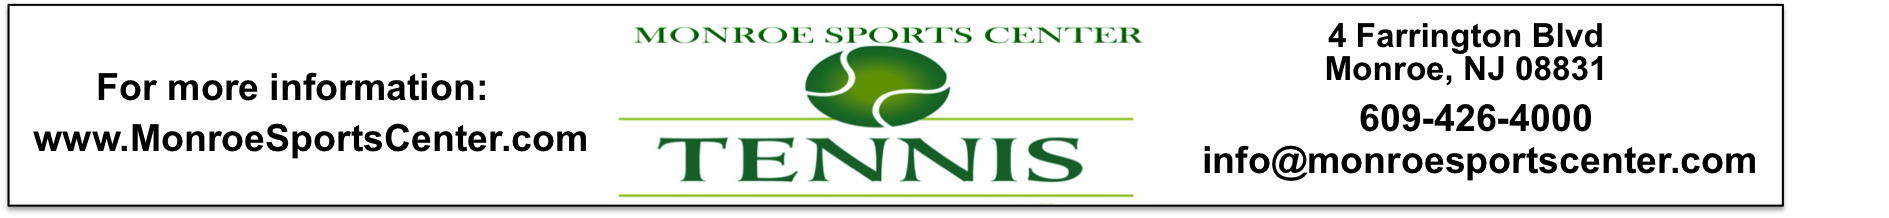 For more information:
www.MonroeSportsCenter.com
MONROE SPORTS CENTER
TENNIS
4 Farrington Blvd
Monroe, NJ 08831
609-426-4000
info@monroesportscenter.com